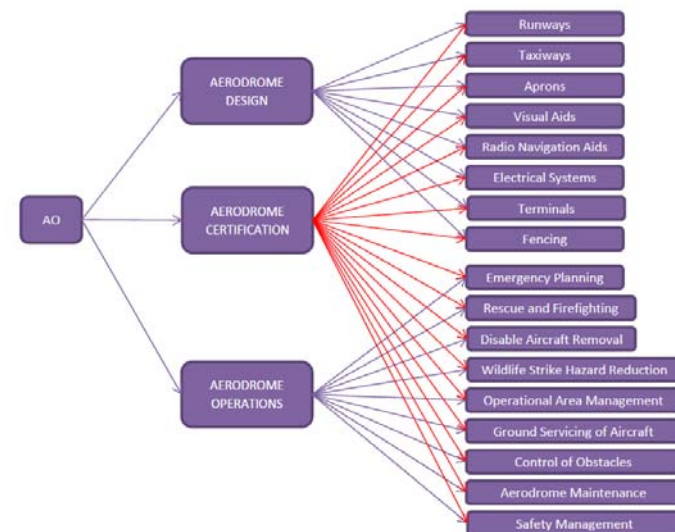 Runways
Taxiways
AERODROME
DESIGN
Aprons
Visual Aids
Radio Navigation Aids
Electrical Systems
AO
AERODROME
CERTIFICATION
Terminals
Fencing
Emergency Planning
Rescue and Firefighting
Disable Aircraft Removal
AERODROME
OPERATIONS
Wildlife Strike Hazard Reduction
Operational Area Management
Ground Servicing of Aircraft
Control of Obstacles
Aerodrome Maintenance
Safety Management